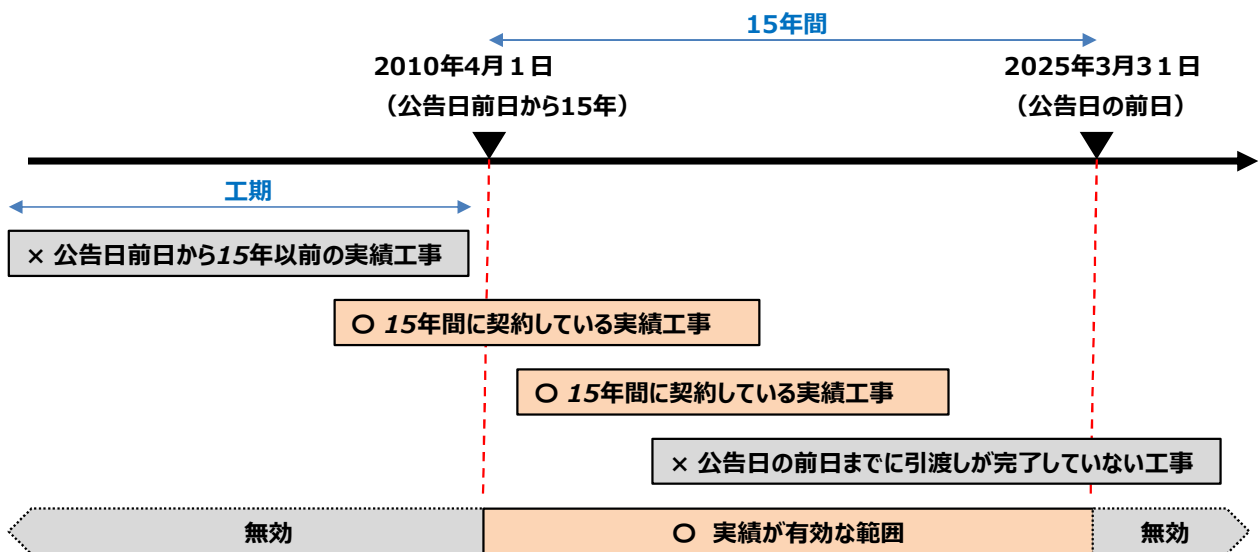 15年間
2010年4月１日
（公告日前日から15年）
2025年3月３１日
（公告日の前日）
工期
× 公告日前日から15年以前の実績工事
○ 15年間に契約している実績工事
○ 15年間に契約している実績工事
× 公告日の前日までに引渡しが完了していない工事
無効
○ 実績が有効な範囲
無効